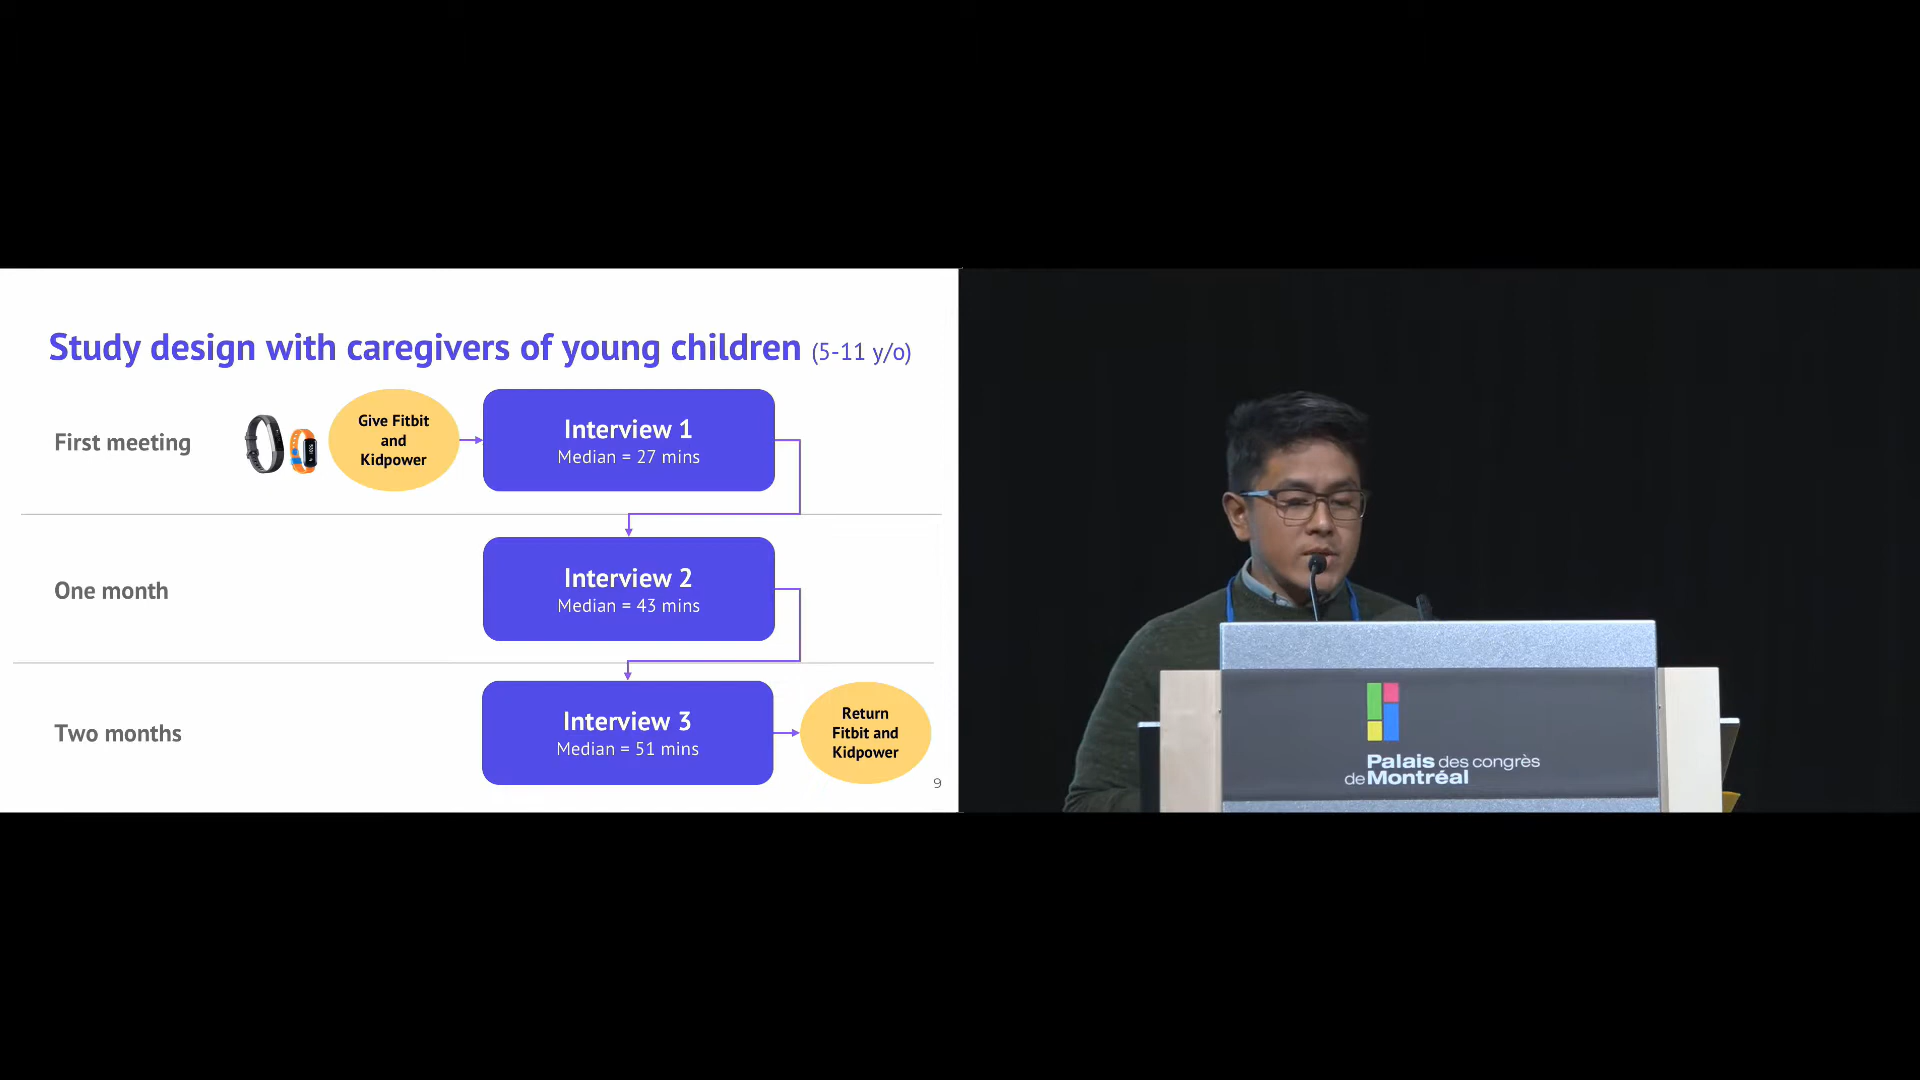 Study design with caregivers of young children (5-11 y/o)
First meeting
Give Fitbit
and
Kidpower
Interview 1
Median = 27 mins
One month
Interview 2
Median = 43 mins
Two months
Interview 3
Median = 51 mins
Return
Fitbit and
Kidpower
9
Palais des congrès
de Montréal